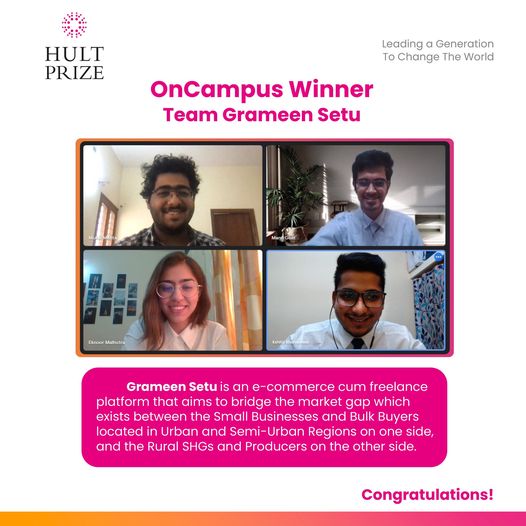 HULT
PRIZE
Leading a Generation
To Change The World
OnCampus Winner
Team Grameen Setu
Eknoor Malhotra
Grameen Setu is an e-commerce cum freelance
platform that aims to bridge the market gap which
exists between the Small Businesses and Bulk Buyers
located in Urban and Semi-Urban Regions on one side,
and the Rural SHGs and Producers on the other side.
Congratulations!